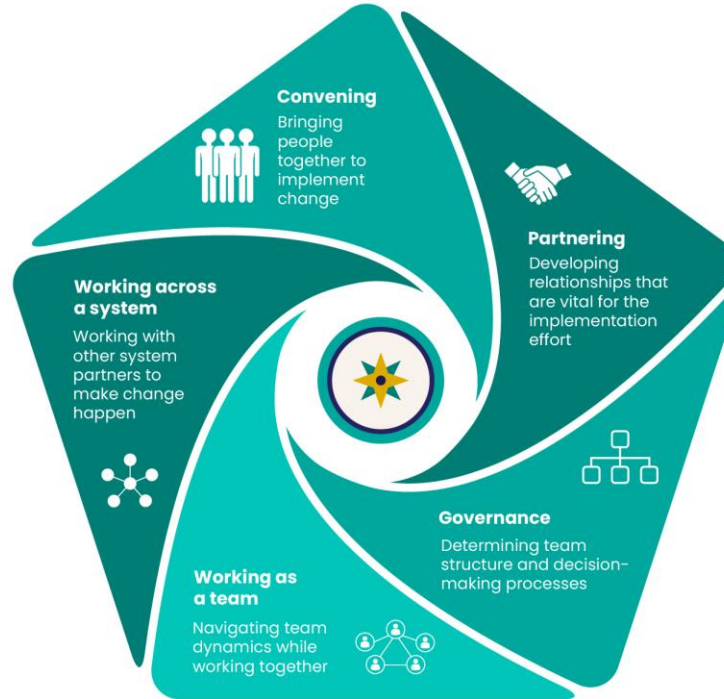 Convening
Bringing
people
together to
implement
change
Partnering
Developing
relationships that
are vital for the
implementation
effort
Governance
Determining team
structure and decision-
making processes
Working as
a team
Navigating team
dynamics while
working together
Working across
a system
Working with
other system
partners to
make change
happen